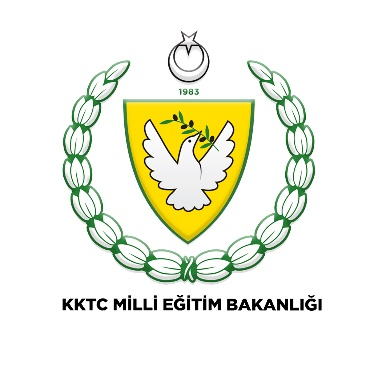 1983
KKTC MİLLİ EĞİTİM BAKANLIĞI